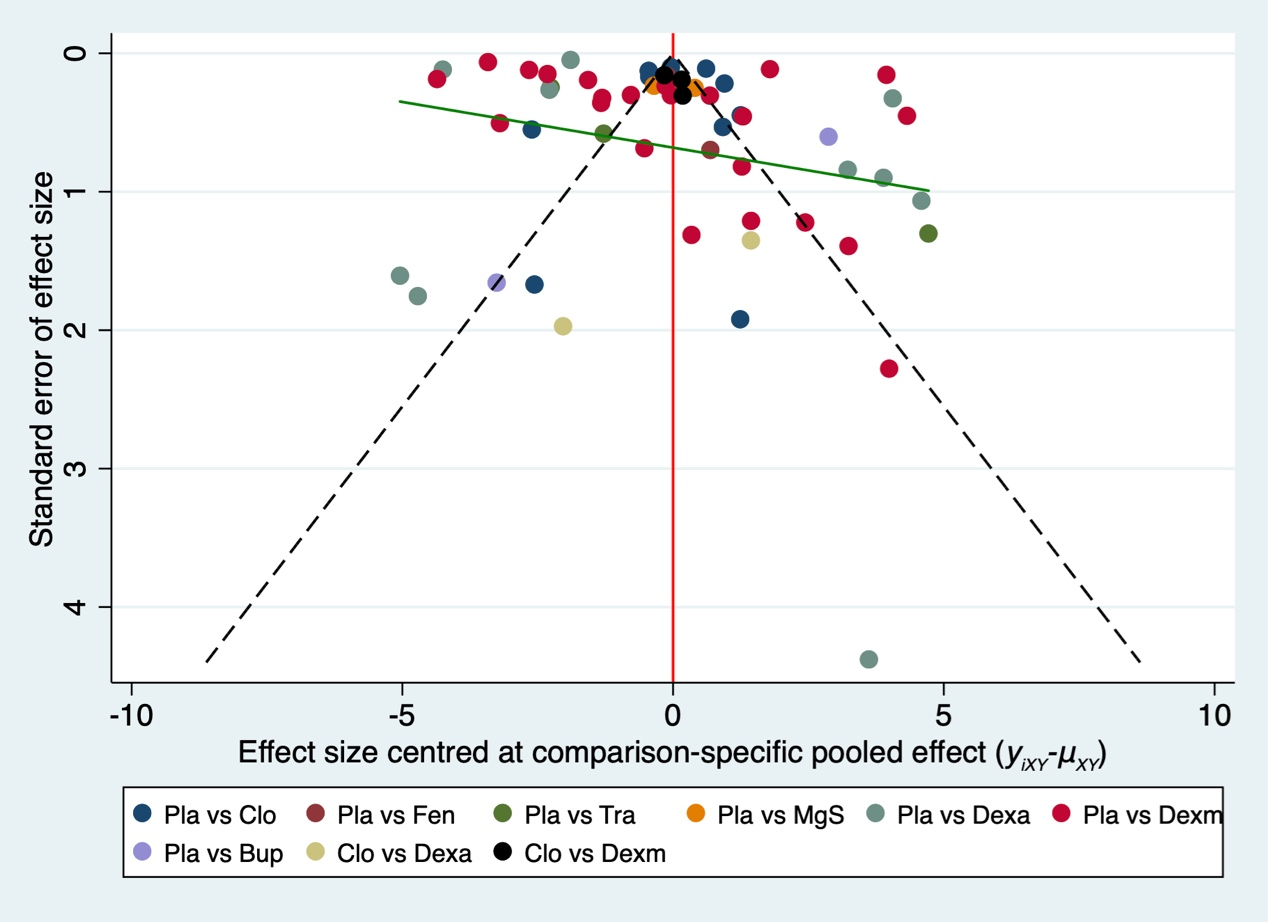 0
1
2
3
4
Standard error of effect size
-10 -5 0 5 10
Effect size centred at comparison-specific pooled effect (yiXY-μXY)
Pla vs Clo Pla vs Fen Pla vs Tra Pla vs MgS Pla vs Dexa Pla vs Dexm
Pla vs Bup Clo vs Dexa Clo vs Dexm